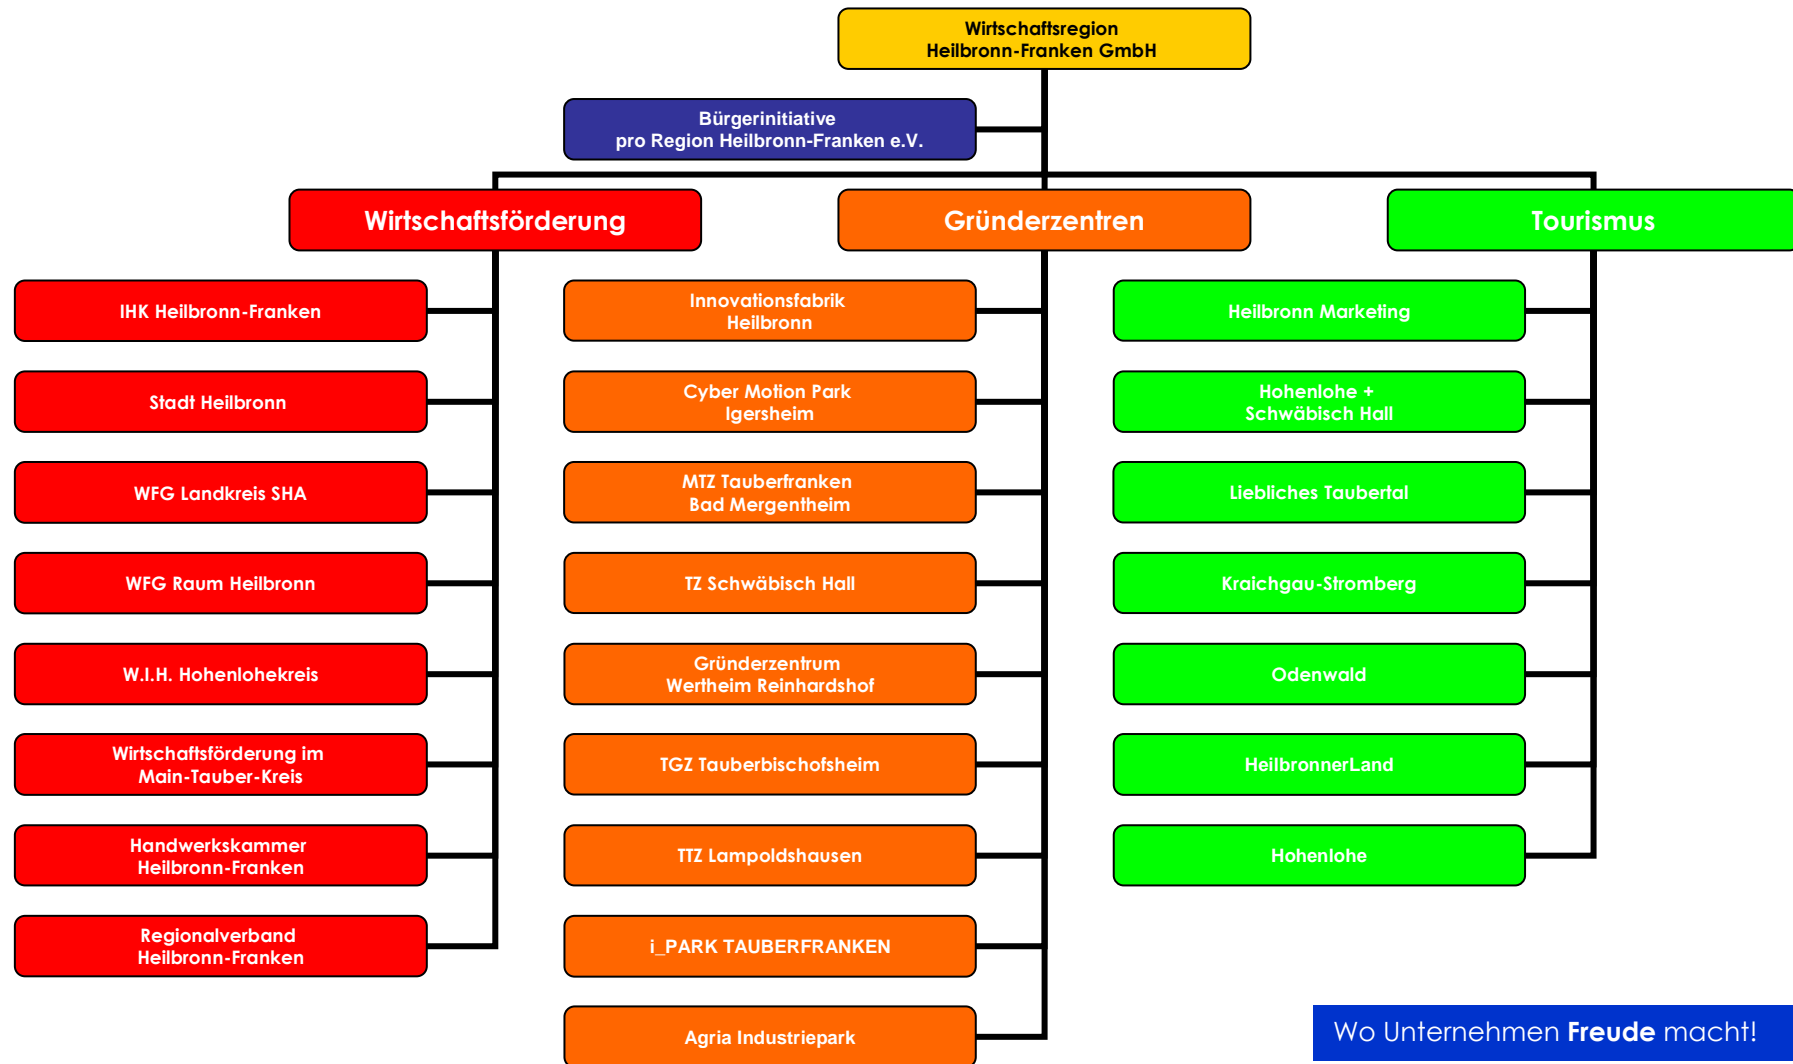 Wirtschaftsregion
Heilbronn-Franken GmbH
Bürgerinitiative
pro Region Heilbronn-Franken e.V.
Wirtschaftsförderung
Gründerzentren
Tourismus
IHK Heilbronn-Franken
Stadt Heilbronn
WFG Landkreis SHA
WFG Raum Heilbronn
W.I.H. Hohenlohekreis
Wirtschaftsförderung im
Main-Tauber-Kreis
Handwerkskammer
Heilbronn-Franken
Regionalverband
Heilbronn-Franken
Innovationsfabrik
Heilbronn
Cyber Motion Park
Igersheim
MTZ Tauberfranken
Bad Mergentheim
TZ Schwäbisch Hall
Gründerzentrum
Wertheim Reinhardshof
TGZ Tauberbischofsheim
TTZ Lampoldshausen
i_PARK TAUBERFRANKEN
Agria Industriepark
Heilbronn Marketing
Hohenlohe +
Schwäbisch Hall
Liebliches Taubertal
Kraichgau-Stromberg
Odenwald
HeilbronnerLand
Hohenlohe
Wo Unternehmen Freude macht!